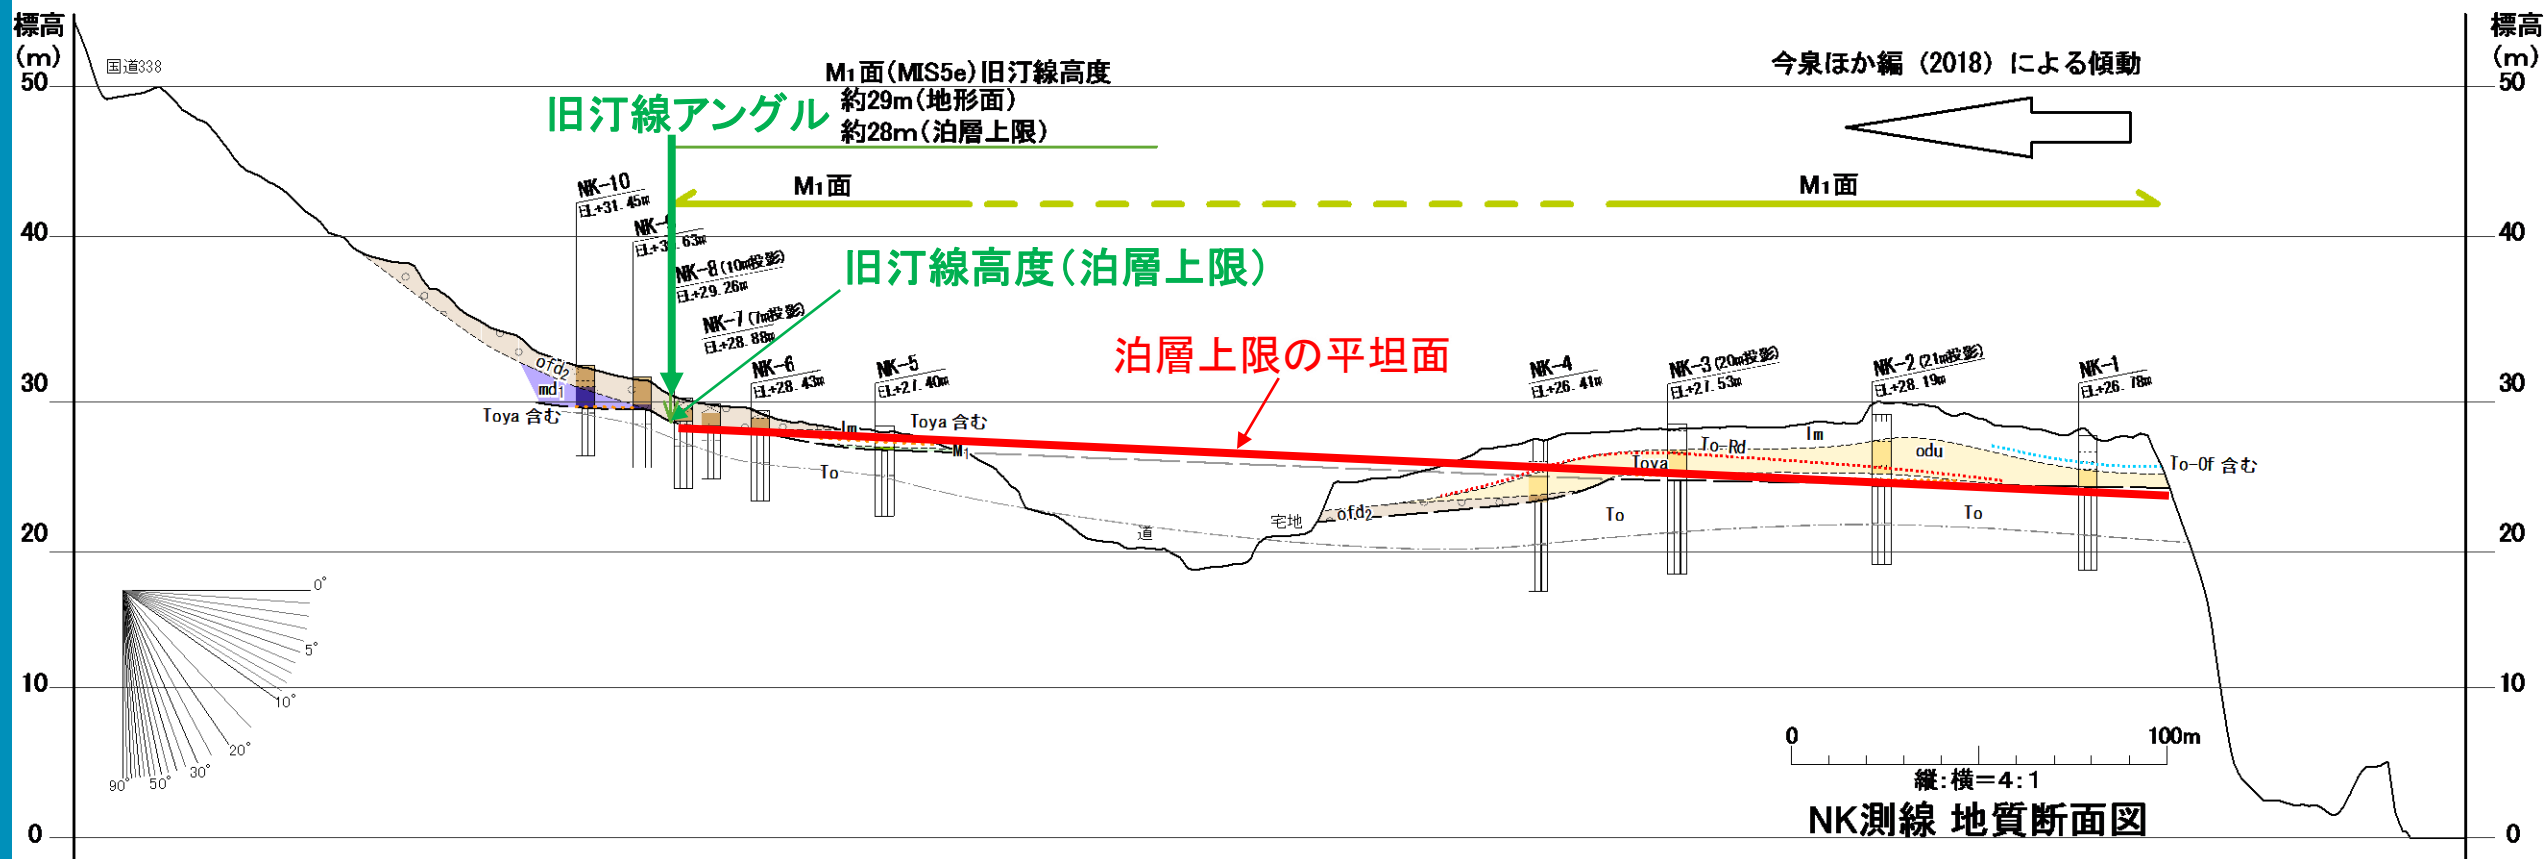 標高
(m)
50
40
30
20
10
0
国道338
M1面(MIS5e)旧汀線高度
約29m(地形面)
約28m(泊層上限)
旧汀線アングル
今泉ほか編（2018）による傾動
標高
(m)
50
40
30
20
10
0
M1面
M1面
NK-10
EL+31.45m
NK-8(10m投影)
EL+29.26m
旧汀線高度(泊層上限)
NK-7(7m投影)
EL+28.88m
NK-6
EL+28.43m
NK-5
EL+27.40m
泊層上限の平坦面
NK-4
EL+26.41m
NK-3(20m投影)
EL+27.53m
NK-2(21m投影)
EL+28.19m
NK-1
EL+26.78m
ofd2
md1
Toya 含む
lm
Toya 含む
M1
To
道
宅地
ofd2
Toya
To-Rd
lm
odu
To-Of 含む
To
To
0°
5°
10°
20°
30°
50°
90°
0
100m
縦:横=4:1
NK測線 地質断面図